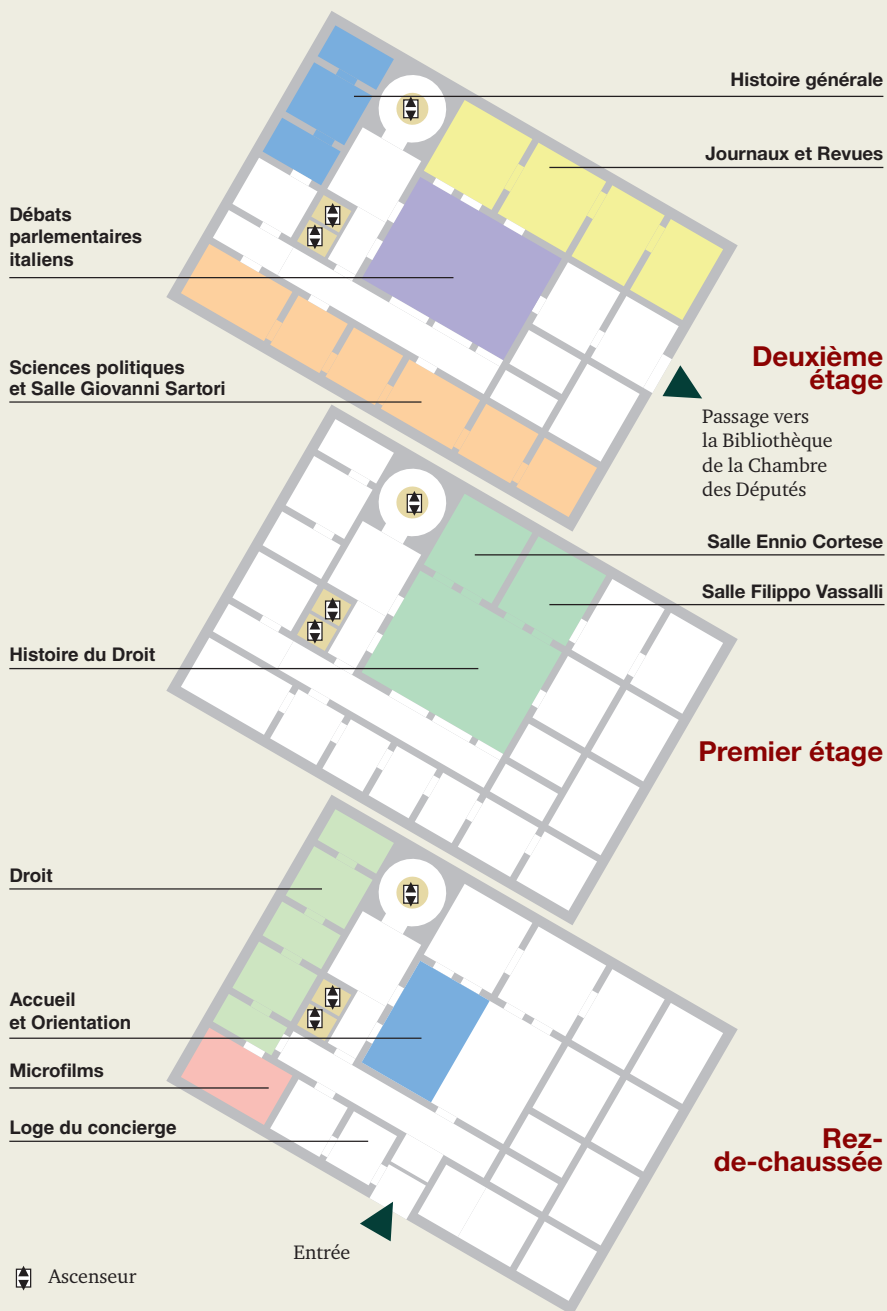 Histoire générale
Journaux et Revues
Débats
parlementaires
italiens
Sciences politiques
et Salle Giovanni Sartori
Deuxième
étage
Passage vers
la Bibliothèque
de la Chambre
des Députés
Salle Ennio Cortese
Salle Filippo Vassalli
Histoire du Droit
Premier étage
Droit
Accueil
et Orientation
Microfilms
Loge du concierge
Rez-
de-chaussée
Entrée
Ascenseur